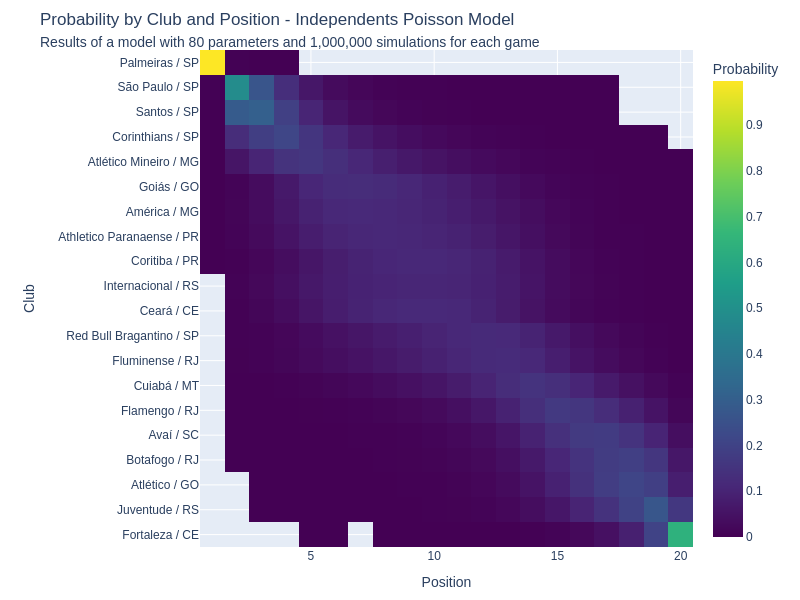 Probability by Club and Position - Independents Poisson Model
Results of a model with 80 parameters and 1,000,000 simulations for each game
Probability
Palmeiras / SP
São Paulo / SP
Santos / SP
Corinthians / SP
Atlético Mineiro / MG
Goiás / GO
América / MG
Athletico Paranaense / PR
Coritiba / PR
Internacional / RS
Ceará / CE
Red Bull Bragantino / SP
Fluminense / RJ
Cuiabá / MT
Flamengo / RJ
Avaí / SC
Botafogo / RJ
Atlético / GO
Juventude / RS
Fortaleza / CE
Club
5
10
15
20
Position
0.9
0.8
0.7
0.6
0.5
0.4
0.3
0.2
0.1
0